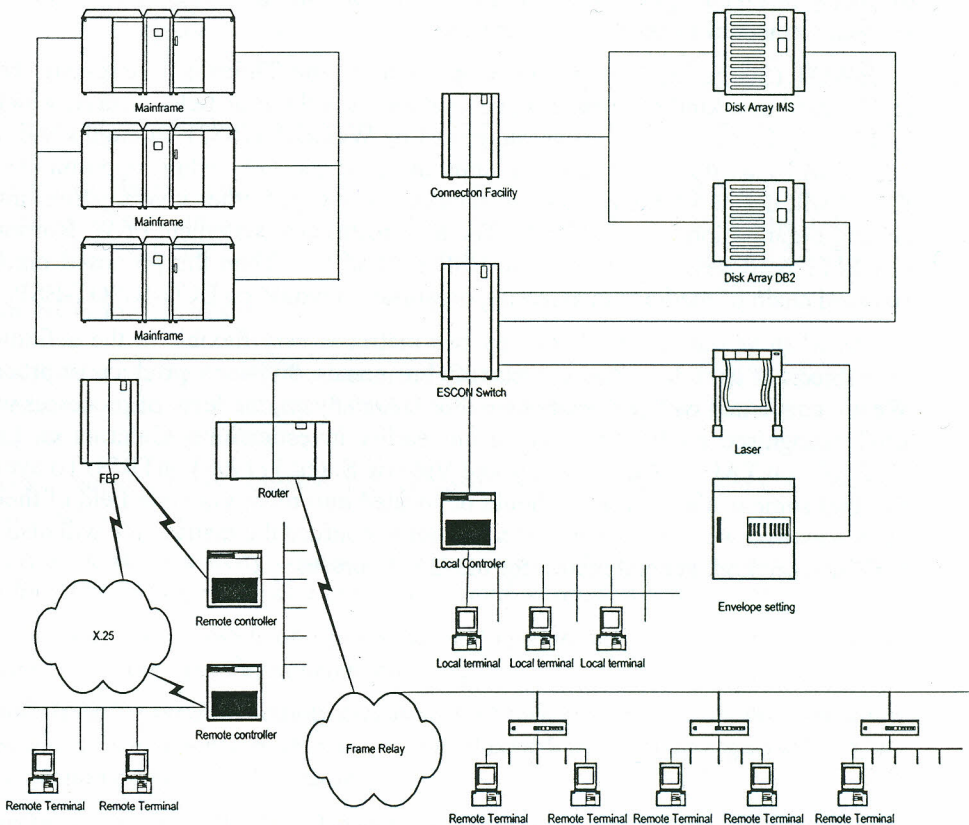 Mainframe
Disk Array IMS
Connection Facility
Mainframe
Mainframe
Disk Array DB2
ESCON Switch
Laser
FEP
Router
Local Controler
Envelope setting
Remote controller
X.25
Local terminal
Local terminal
Local terminal
Remote controller
Frame Relay
Remote Terminal
Remote Terminal
Remote Terminal
Remote Terminal
Remote Terminal
Remote Terminal
Remote Terminal